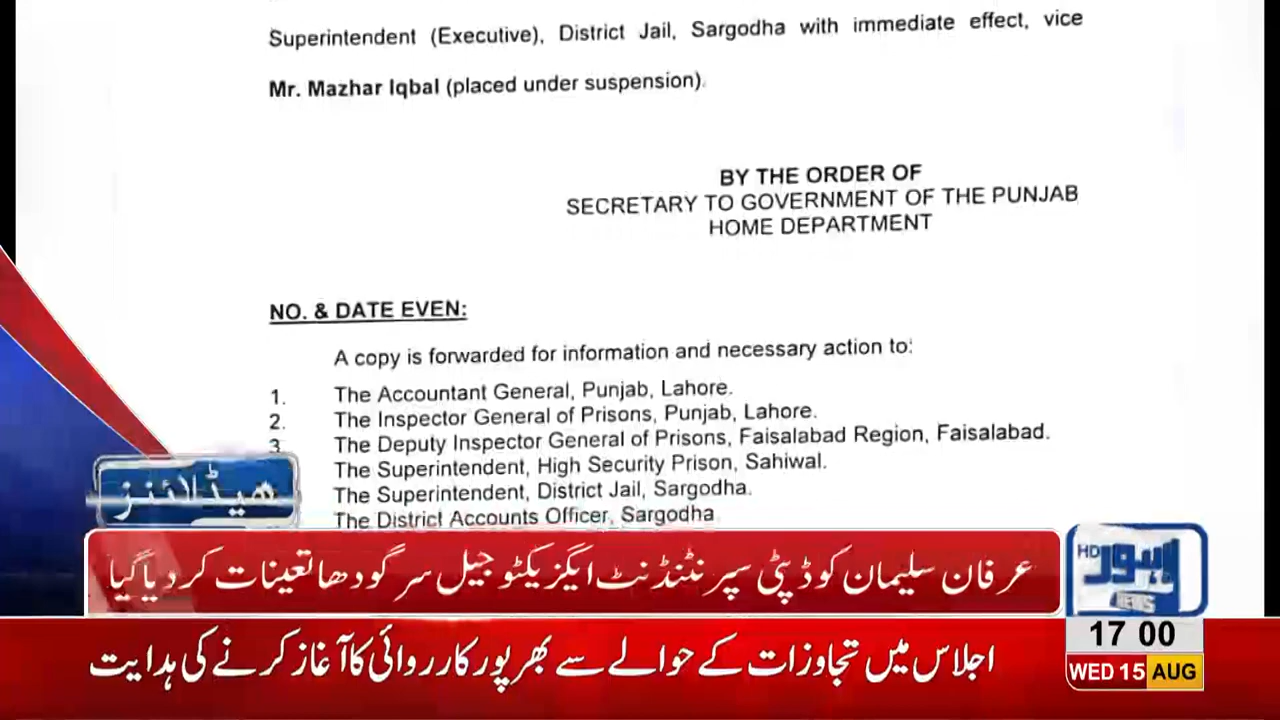 Superintendent (Executive), District Jail, Sargodha with immediate effect, vice
Mr. Mazhar Iqbal (placed under suspension).
BY THE ORDER OF
SECRETARY TO GOVERNMENT OF THE PUNJAB
HOME DEPARTMENT
NO. & DATE EVEN:
A copy is forwarded for information and necessary action to:
1. The Accountant General, Punjab, Lahore.
2. The Inspector General of Prisons, Punjab, Lahore.
3. The Deputy Inspector General of Prisons, Faisalabad Region, Faisalabad.
The Superintendent, High Security Prison, Sahiwal.
The Superintendent, District Jail, Sargodha.
The District Accounts Officer, Sargodha
ہیڈلائنز
عرفان سلیمان کو ڈپٹی سپرنٹنڈنٹ ایگزیکٹو جیل سرگودھا تعینات کر دیا گیا
HD لاہور
NEWS
17 00
اجلاس میں تجاوزات کے حوالے سے بھرپور کارروائی کا آغاز کرنے کی ہدایت
WED 15 AUG